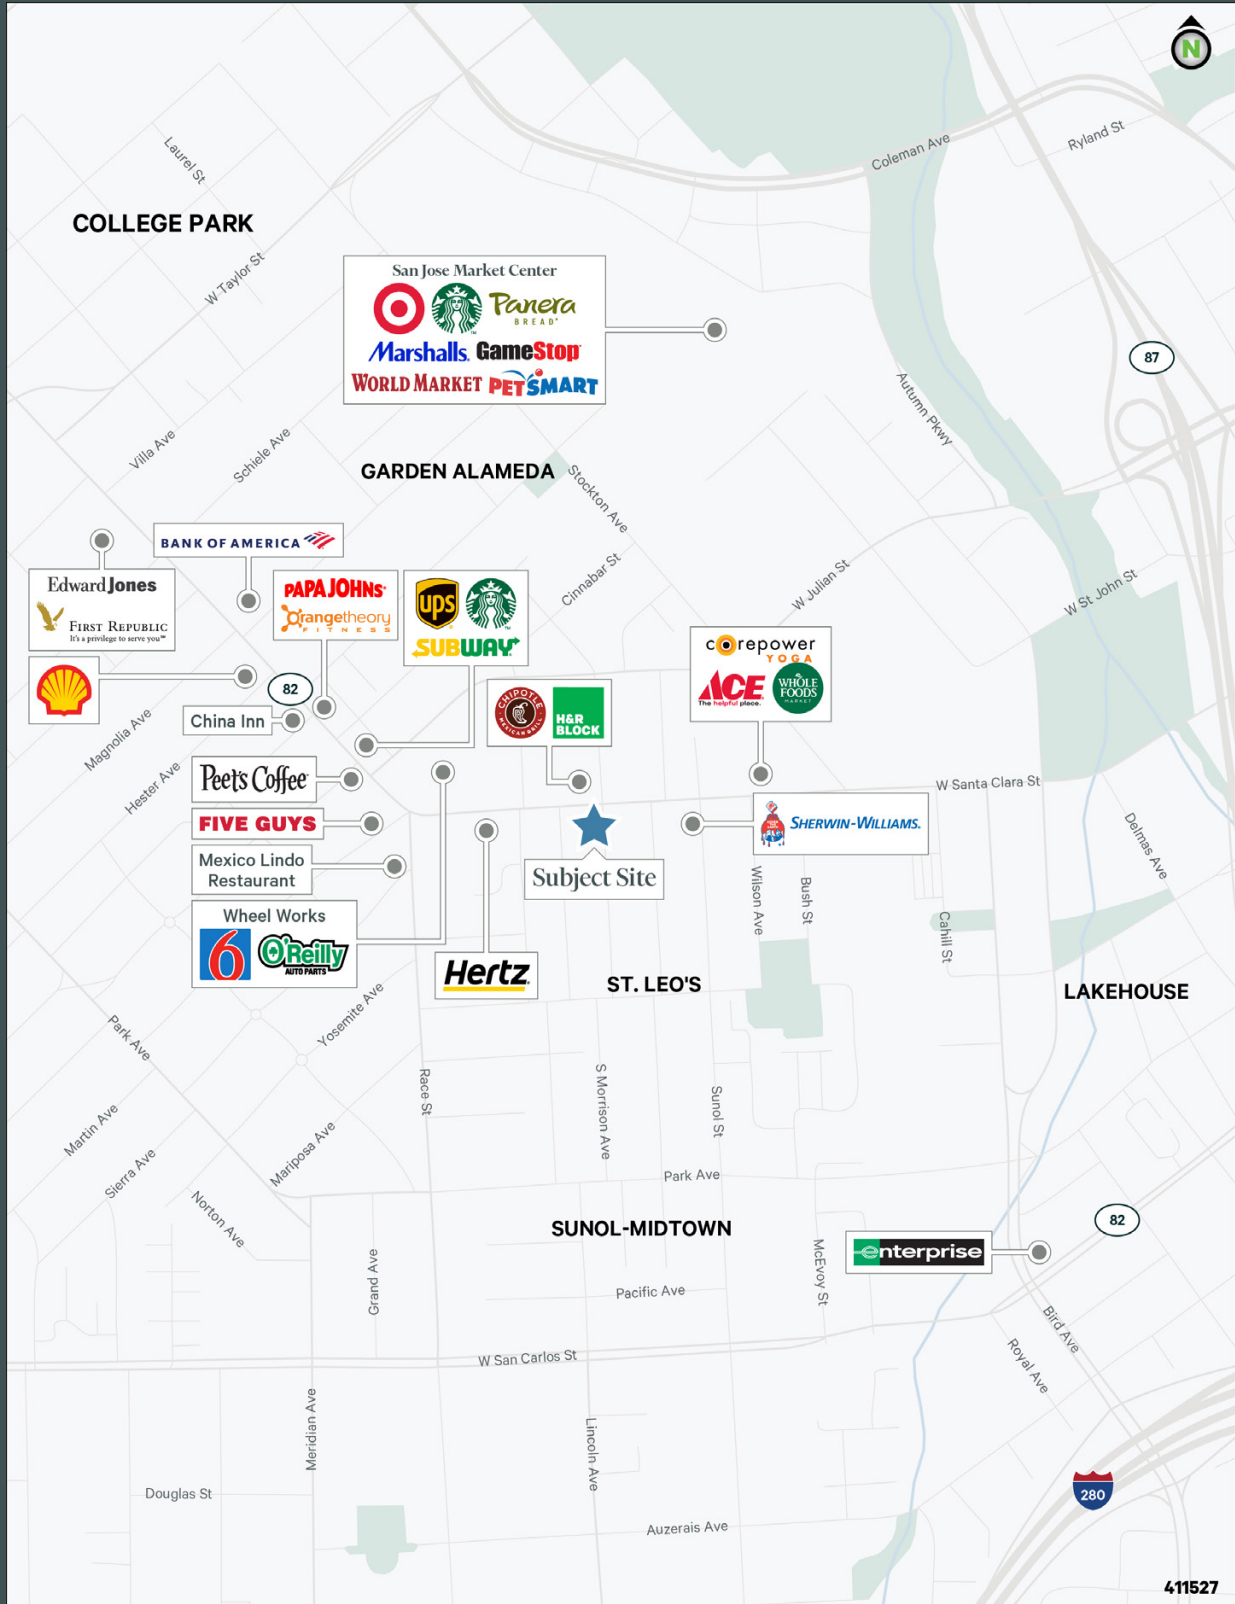 N
Ryland St
Coleman Ave
Laurel St
COLLEGE PARK
W Taylor St
San Jose Market Center
Panera
BREAD
Marshalls. GameStop
WORLD MARKET PETSMART
87
Autumn Pkwy
Villa Ave
Schiele Ave
GARDEN ALAMEDA
Stockton Ave
BANK OF AMERICA
Edward Jones
FIRST REPUBLIC
It's a privilege to serve you℠
PAPA JOHNS
Orangetheory
FITNESS
ups
SUBWAY
Cinnabar St
W Julian St
W St John St
corepower
YOGA
ACE
The helpful place.
WHOLE
FOODS
MARKET
82
China Inn
CHIPOTLE
MEXICAN GRILL
H&R
BLOCK
Magnolia Ave
Hester Ave
Peet's Coffee
W Santa Clara St
FIVE GUYS
SHERWIN-WILLIAMS.
Mexico Lindo
Restaurant
Subject Site
Delmas Ave
Wilson Ave
Bush St
Cahill St
Wheel Works
6
O'Reilly
AUTO PARTS
Hertz
ST. LEO'S
LAKEHOUSE
Yosemite Ave
Park Ave
Race St
S Morrison Ave
Sunol St
Martin Ave
Sierra Ave
Mariposa Ave
Park Ave
Norton Ave
SUNOL-MIDTOWN
82
enterprise
McEvoy St
Grand Ave
Pacific Ave
Bird Ave
Royal Ave
W San Carlos St
Meridian Ave
Lincoln Ave
Douglas St
280
Auzerais Ave
411527